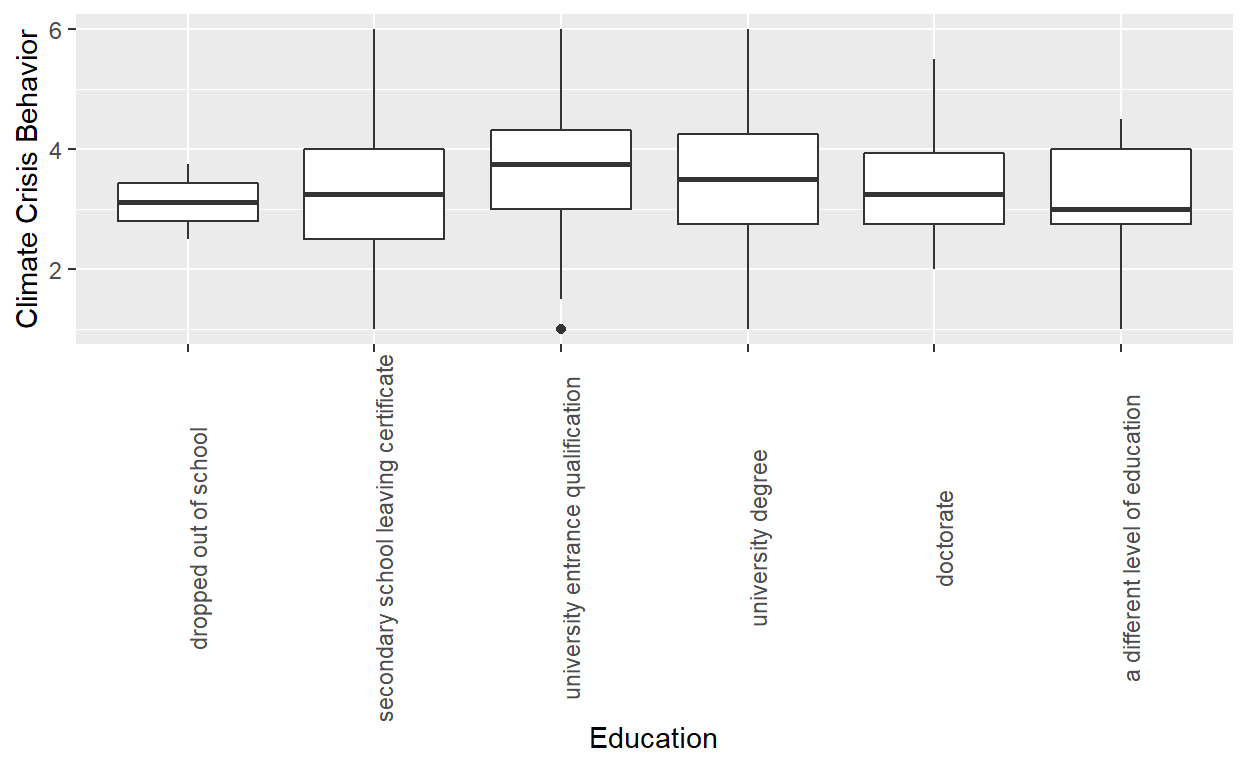 Climate Crisis Behavior
6
4
2
dropped out of school
secondary school leaving certificate
university entrance qualification
university degree
doctorate
a different level of education
Education